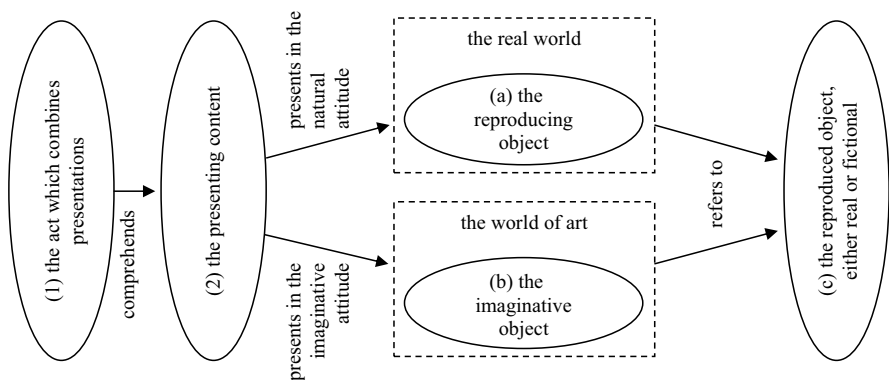 (1) the act which combines
presentations
comprehends
(2) the presenting content
presents in the
natural
attitude
presents in the
imaginative
attitude
the real world
(a) the
reproducing
object
the world of art
(b) the
imaginative
object
refers to
(c) the reproduced object,
either real or fictional